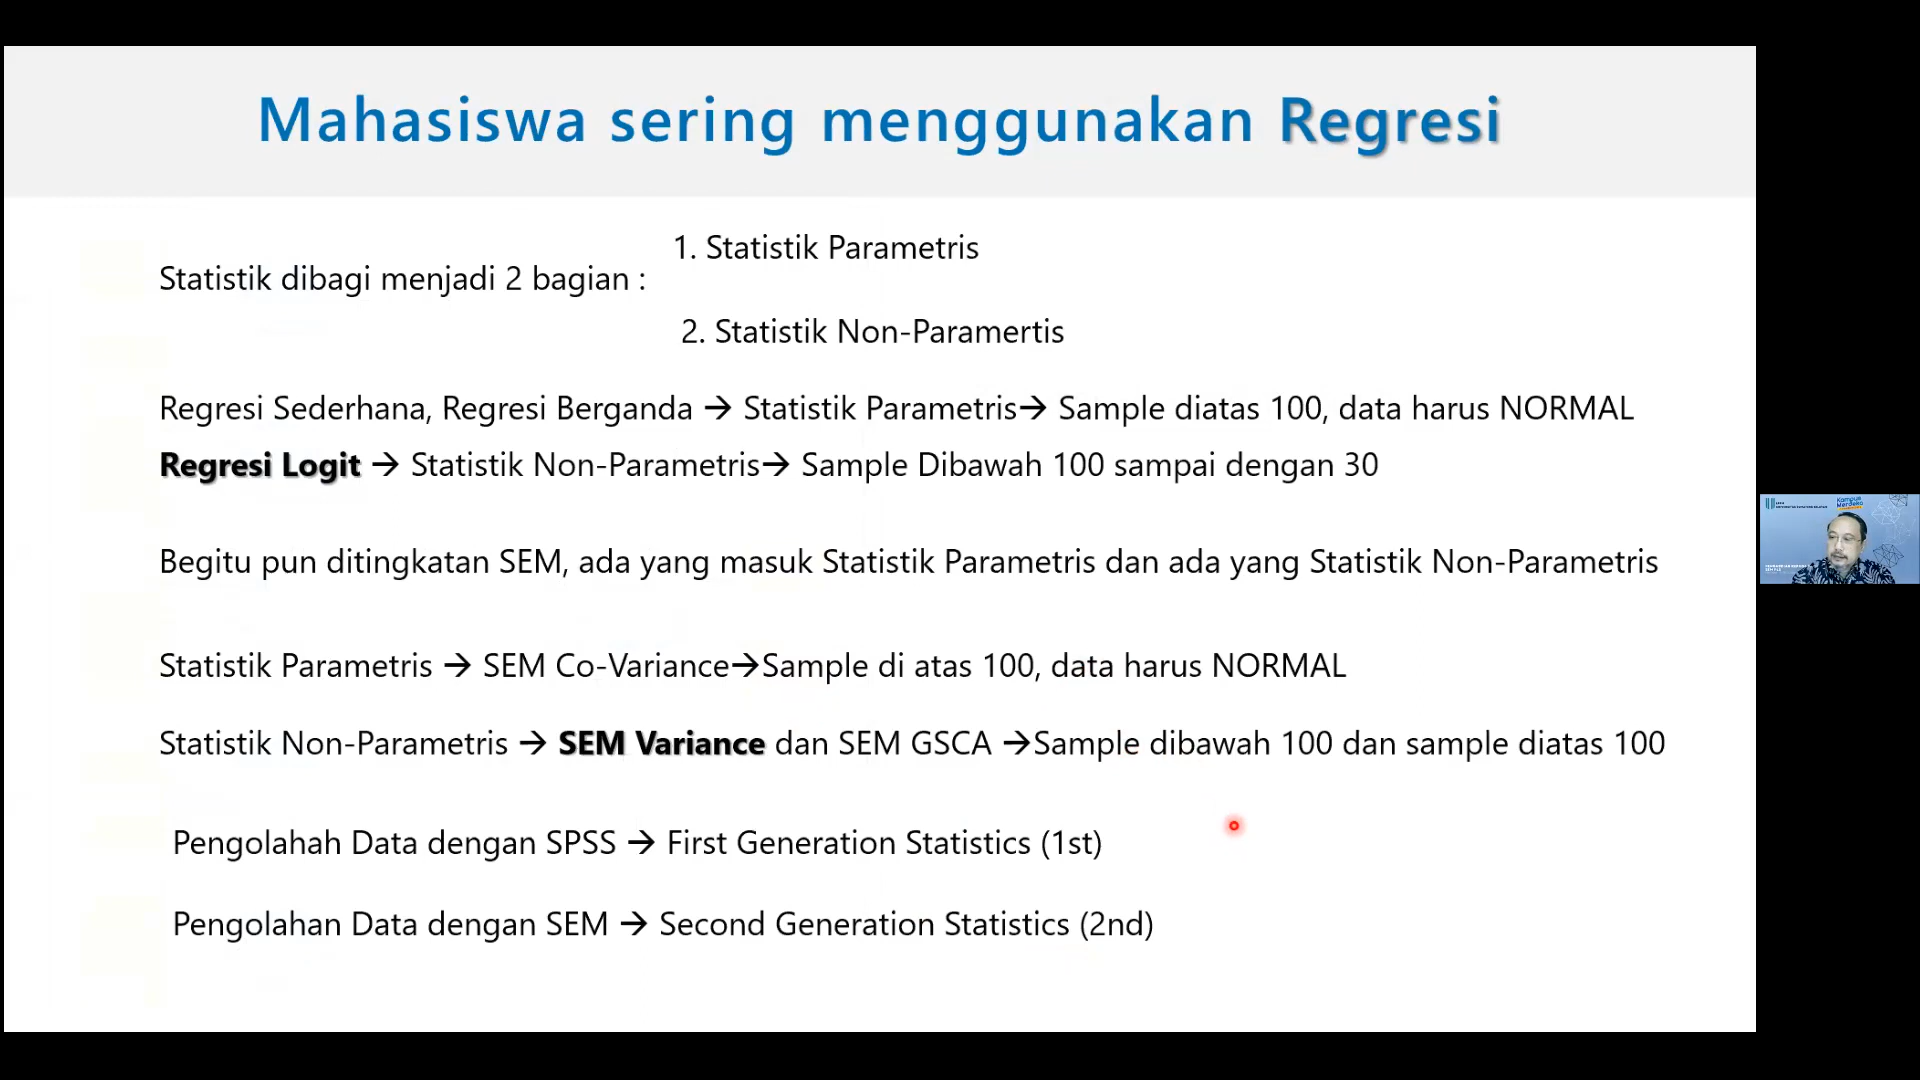 Mahasiswa sering menggunakan Regresi
1. Statistik Parametris
Statistik dibagi menjadi 2 bagian :
2. Statistik Non-Paramertis
Regresi Sederhana, Regresi Berganda → Statistik Parametris→ Sample diatas 100, data harus NORMAL
Regresi Logit → Statistik Non-Parametris→ Sample Dibawah 100 sampai dengan 30
Begitu pun ditingkatan SEM, ada yang masuk Statistik Parametris dan ada yang Statistik Non-Parametris
Statistik Parametris → SEM Co-Variance→Sample di atas 100, data harus NORMAL
Statistik Non-Parametris → SEM Variance dan SEM GSCA →Sample dibawah 100 dan sample diatas 100
Pengolahah Data dengan SPSS → First Generation Statistics (1st)
Pengolahan Data dengan SEM → Second Generation Statistics (2nd)
Kampus
Merdeka